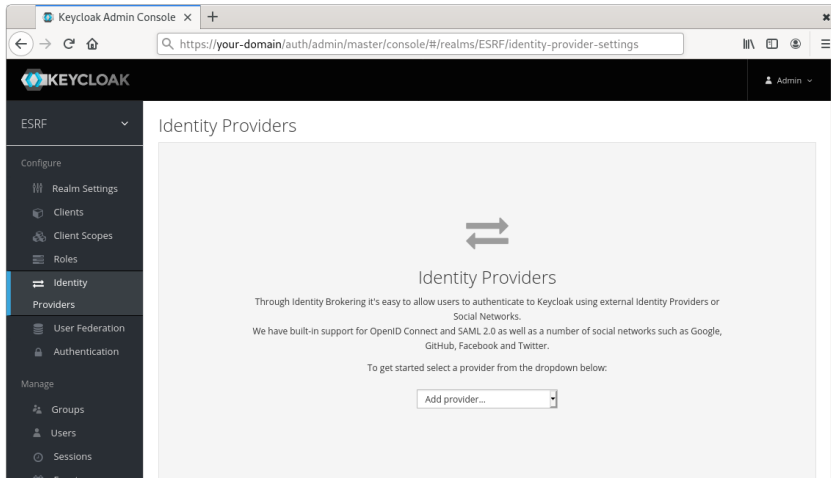 Keycloak Admin Console
https://your-domain/auth/admin/master/console/#/realms/ESRF/identity-provider-settings
KEYCLOAK
Admin
ESRF
Identity Providers
Configure
Realm Settings
Clients
Client Scopes
Roles
Identity
Providers
User Federation
Authentication
Manage
Groups
Users
Sessions
Identity Providers
Through Identity Brokering it's easy to allow users to authenticate to Keycloak using external Identity Providers or
Social Networks.
We have built-in support for OpenID Connect and SAML 2.0 as well as a number of social networks such as Google,
GitHub, Facebook and Twitter.
To get started select a provider from the dropdown below:
Add provider...